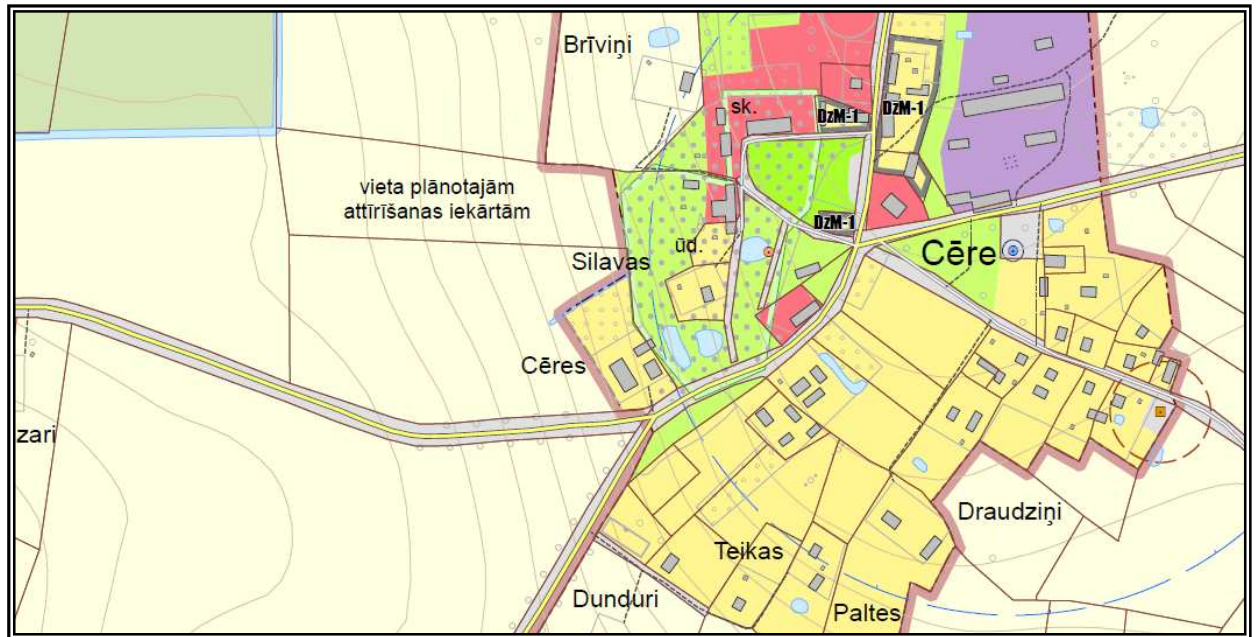 Brīviņi
sk.
DzM-1
DzM-1
vieta plānotajām
attīrīšanas iekārtām
DzM-1
ūd.
Cēre
Silavas
Cēres
zari
Draudziņi
Teikas
Dunduri
Paltes